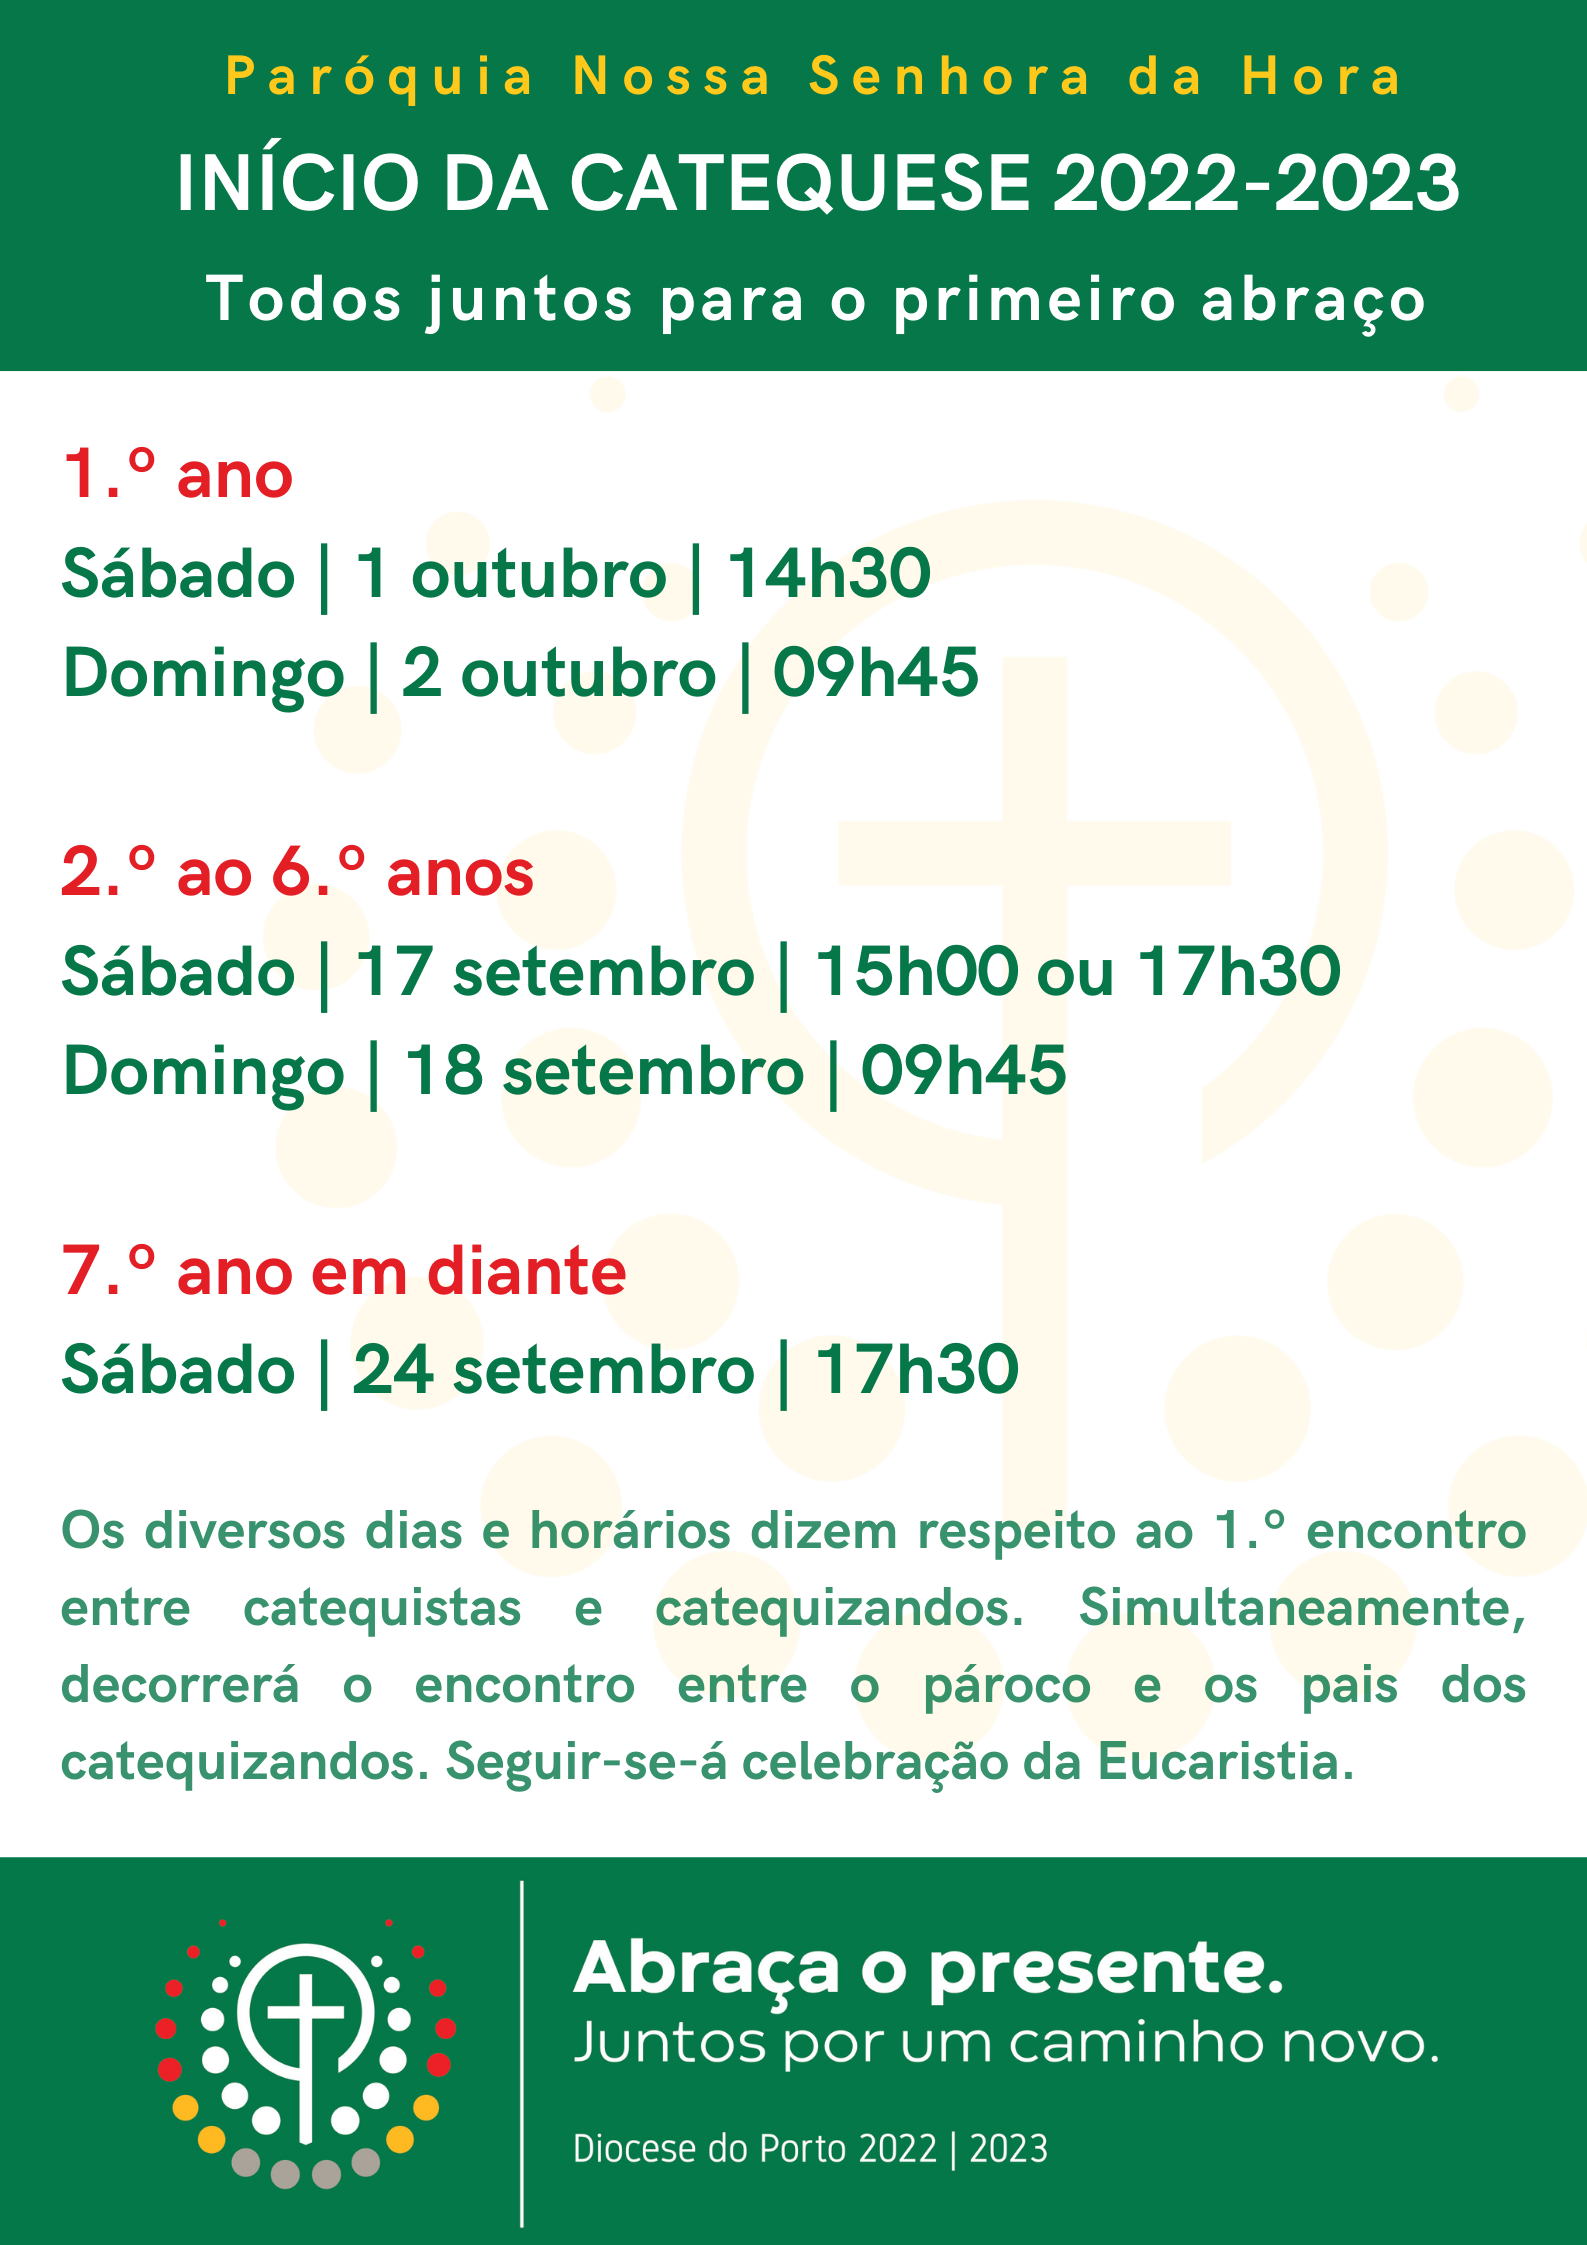 Paróquia Nossa Senhora da Hora
INÍCIO DA CATEQUESE 2022-2023
Todos juntos para o primeiro abraço
1.º ano
Sábado | 1 outubro | 14h30
Domingo | 2 outubro | 09h45
2.º ao 6.º anos
Sábado | 17 setembro | 15h00 ou 17h30
Domingo | 18 setembro | 09h45
7.º ano em diante
Sábado | 24 setembro | 17h30
Os diversos dias e horários dizem respeito ao 1.º encontro
entre catequistas e catequizandos. Simultaneamente,
decorrerá o encontro entre o pároco e os pais dos
catequizandos. Seguir-se-á celebração da Eucaristia.
Abraça o presente.
Juntos por um caminho novo.
Diocese do Porto 2022 | 2023